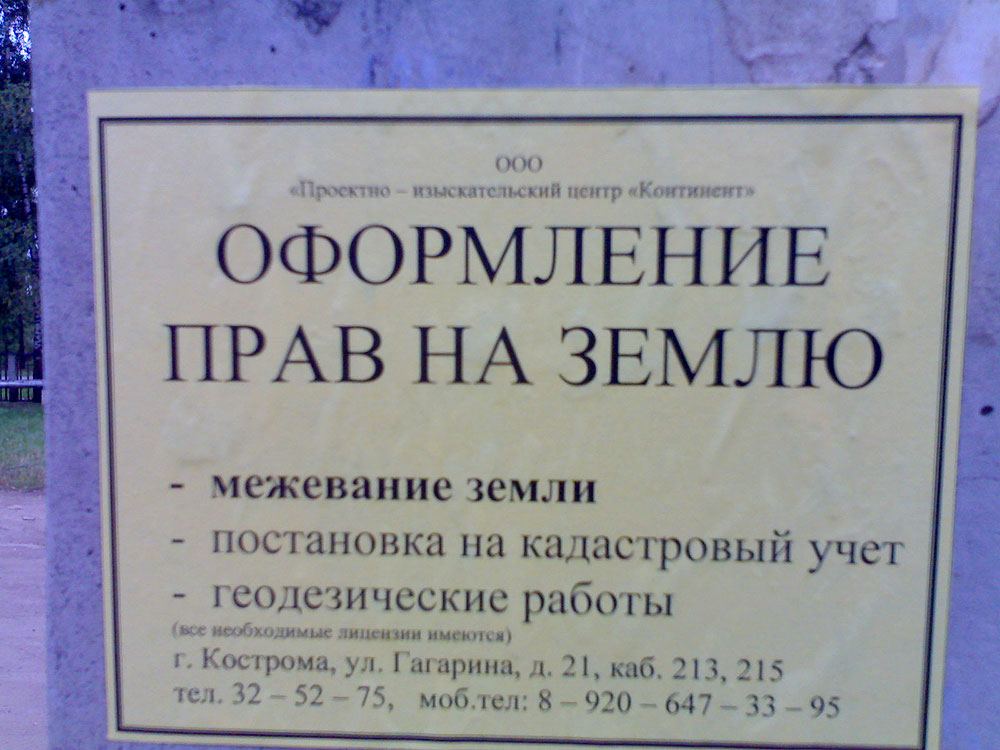 ООО
«Проектно – изыскательский центр «Континент»
ОФОРМЛЕНИЕ
ПРАВ НА ЗЕМЛЮ
- межевание земли
- постановка на кадастровый учет
- геодезические работы
(все необходимые лицензии имеются)
г. Кострома, ул. Гагарина, д. 21, каб. 213, 215
тел. 32 – 52 – 75, моб.тел: 8 – 920 – 647 – 33 – 95